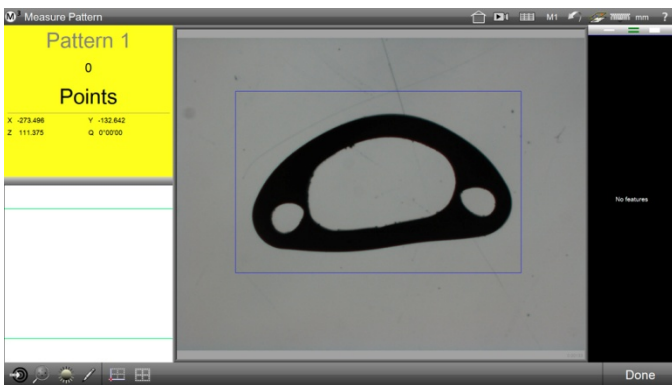 M³ Measure Pattern
M1
mm
?
Pattern 1
0
Points
X -273.496 Y -132.642
Z 111.375 Q 0°00'00
No features
Done